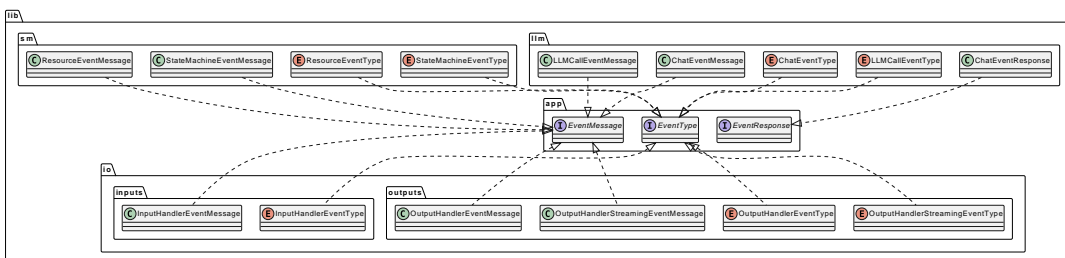 lib
sm
C ResourceEventMessage
C StateMachineEventMessage
E ResourceEventType
E StateMachineEventType
llm
C LLMCallEventMessage
C ChatEventMessage
E ChatEventType
E LLMCallEventType
C ChatEventResponse
app
I EventMessage
I EventType
I EventResponse
io
inputs
C InputHandlerEventMessage
E InputHandlerEventType
outputs
C OutputHandlerEventMessage
C OutputHandlerStreamingEventMessage
E OutputHandlerEventType
E OutputHandlerStreamingEventType